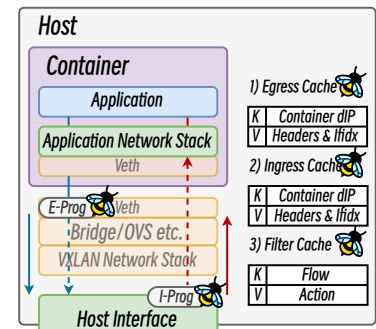 Host
Container
Application
Application Network Stack
Veth
E-Prog
Veth
Bridge/OVS etc.
VXLAN Network Stack
I-Prog
Host Interface
1) Egress Cache
K Container dIP
V Headers & Ifidx
2) Ingress Cache
K Container dIP
V Headers & Ifidx
3) Filter Cache
K Flow
V Action